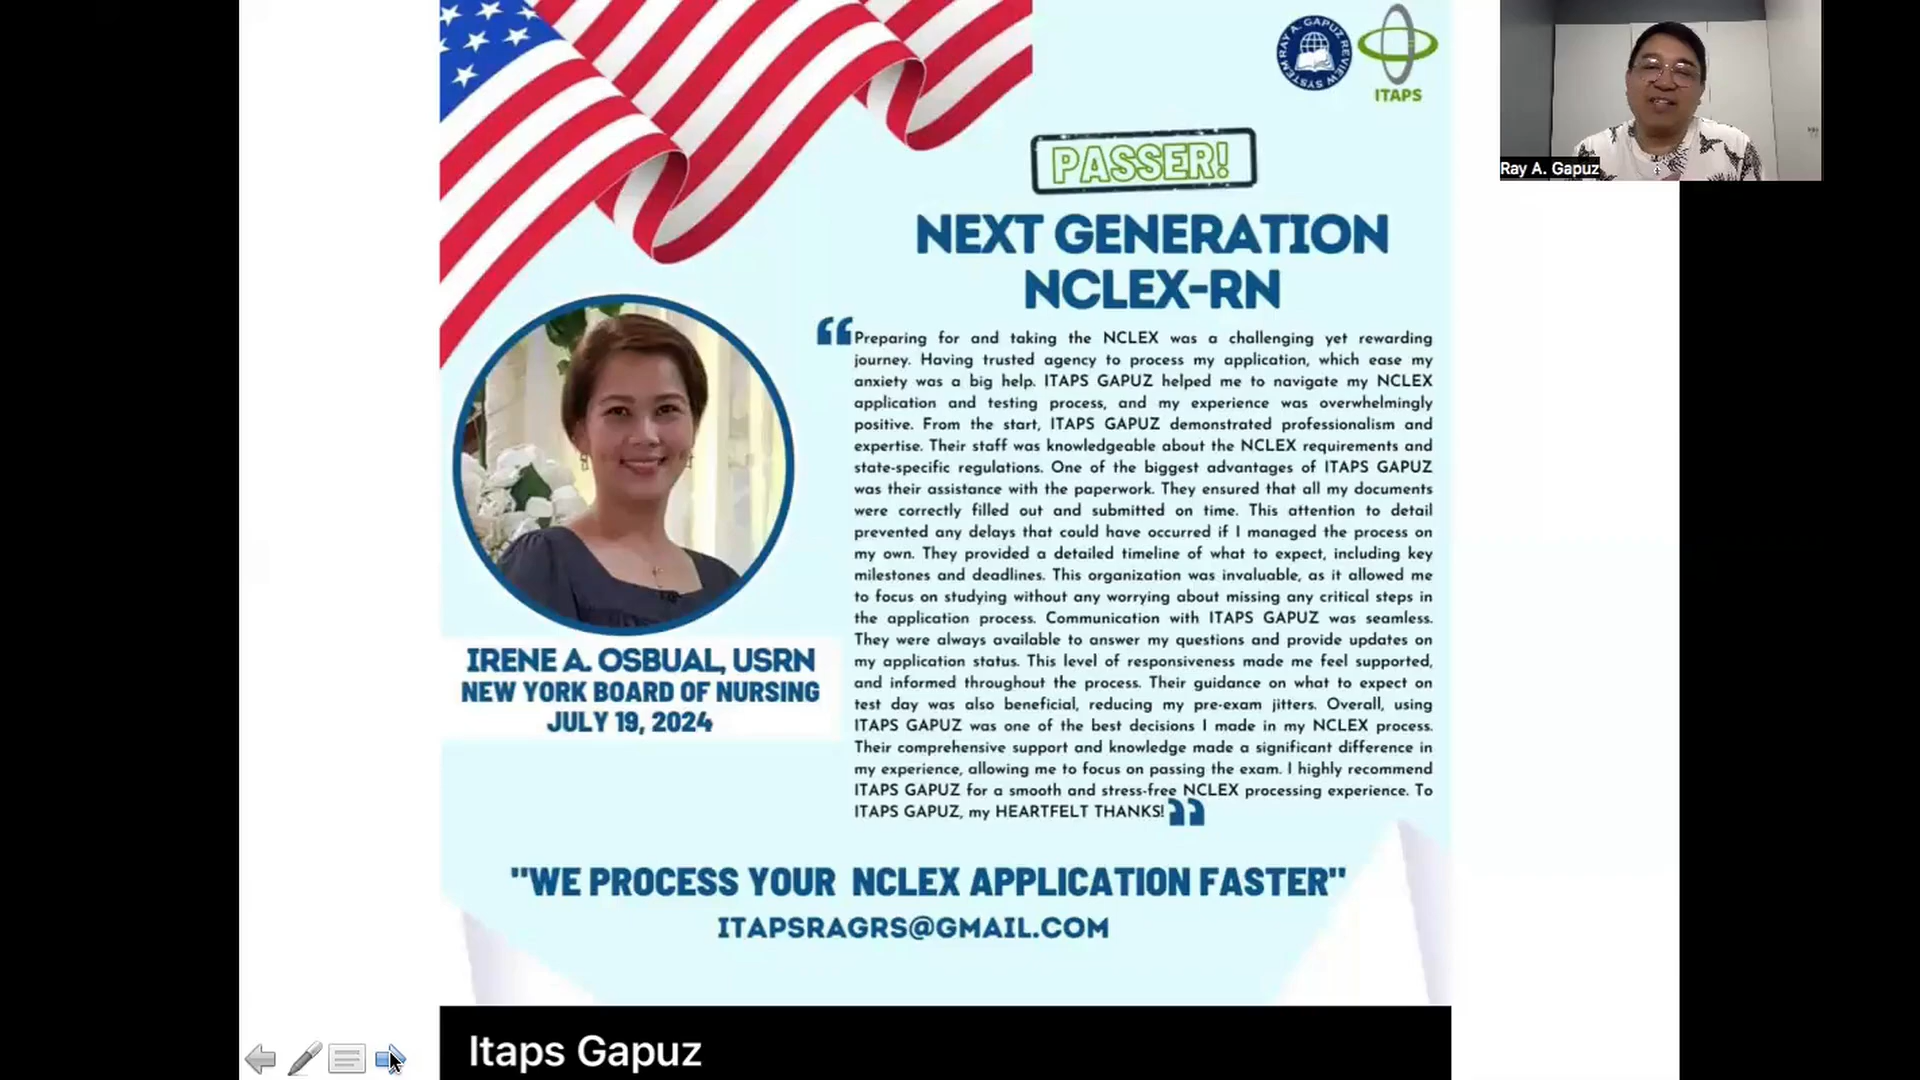 RAY A. GAPUZ REVIEW SYSTEM
ITAPS
Ray A. Gapuz
PASSER!
NEXT GENERATION
NCLEX-RN
“Preparing for and taking the NCLEX was a challenging yet rewarding
journey. Having trusted agency to process my application, which ease my
anxiety was a big help. ITAPS GAPUZ helped me to navigate my NCLEX
application and testing process, and my experience was overwhelmingly
positive. From the start, ITAPS GAPUZ demonstrated professionalism and
expertise. Their staff was knowledgeable about the NCLEX requirements and
state-specific regulations. One of the biggest advantages of ITAPS GAPUZ
was their assistance with the paperwork. They ensured that all my documents
were correctly filled out and submitted on time. This attention to detail
prevented any delays that could have occurred if I managed the process on
my own. They provided a detailed timeline of what to expect, including key
milestones and deadlines. This organization was invaluable, as it allowed me
to focus on studying without any worrying about missing any critical steps in
the application process. Communication with ITAPS GAPUZ was seamless.
They were always available to answer my questions and provide updates on
my application status. This level of responsiveness made me feel supported,
and informed throughout the process. Their guidance on what to expect on
test day was also beneficial, reducing my pre-exam jitters. Overall, using
ITAPS GAPUZ was one of the best decisions I made in my NCLEX process.
Their comprehensive support and knowledge made a significant difference in
my experience, allowing me to focus on passing the exam. I highly recommend
ITAPS GAPUZ for a smooth and stress-free NCLEX processing experience. To
ITAPS GAPUZ, my HEARTFELT THANKS!”
IRENE A. OSBUAL, USRN
NEW YORK BOARD OF NURSING
JULY 19, 2024
"WE PROCESS YOUR NCLEX APPLICATION FASTER"
ITAPSRAGRS@GMAIL.COM
Itaps Gapuz